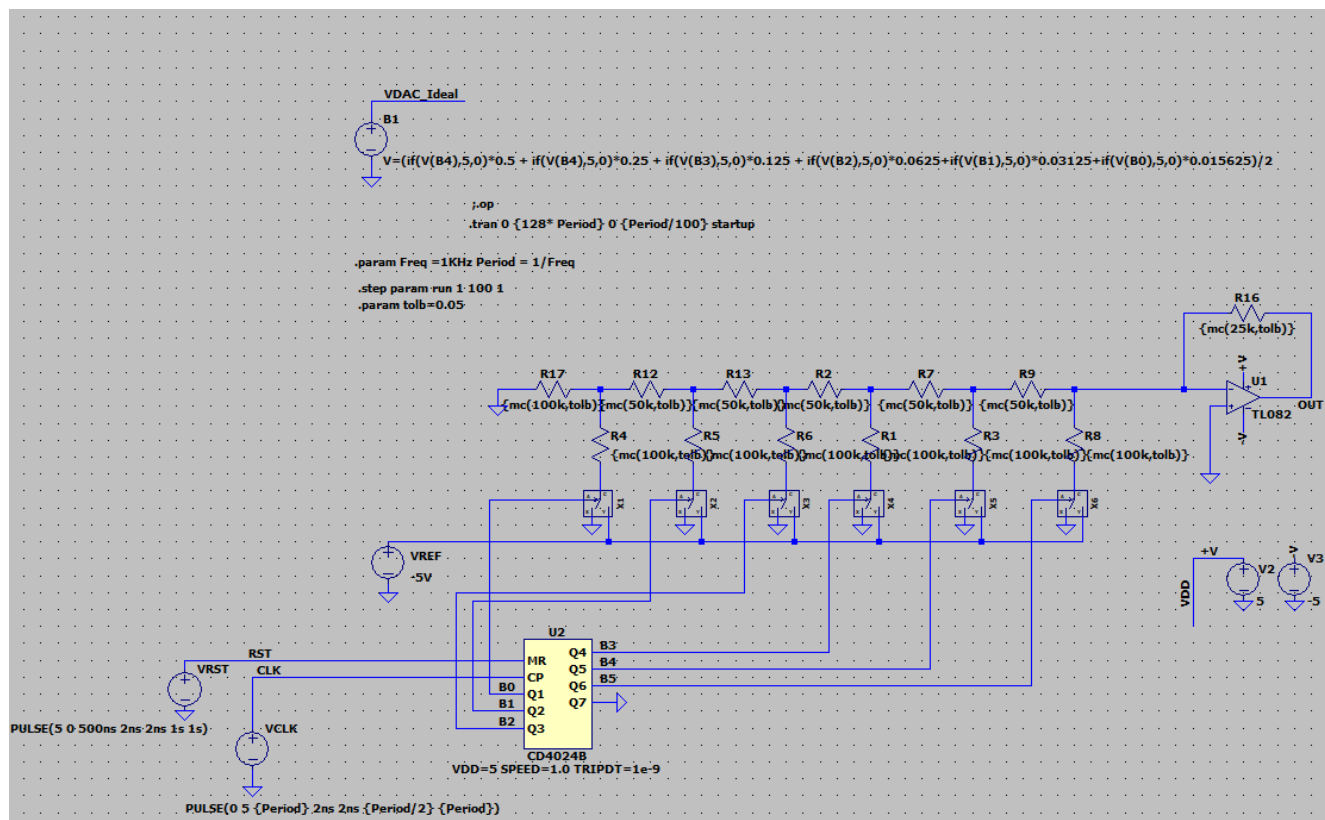 VDAC_Ideal
B1
V=(if(V(B4),5,0)*0.5 + if(V(B4),5,0)*0.25 + if(V(B3),5,0)*0.125 + if(V(B2),5,0)*0.0625+if(V(B1),5,0)*0.03125+if(V(B0),5,0)*0.015625)/2
;.op
.tran 0 {128* Period} 0 {Period/100} startup
.param Freq =1KHz Period = 1/Freq
.step param run 1 100 1
.param tolb=0.05
R16
{mc(25k,tolb)}
+V
U1
TL082
OUT
-V
R17 R12 R13 R2 R7 R9
{mc(100k,tolb)} {mc(50k,tolb)} {mc(50k,tolb)} {mc(50k,tolb)} {mc(50k,tolb)} {mc(50k,tolb)}
R4 R5 R6 R1 R3 R8
{mc(100k,tolb)} {mc(100k,tolb)} {mc(100k,tolb)} {mc(100k,tolb)} {mc(100k,tolb)} {mc(100k,tolb)}
A C A C A C A C A C A C
X Y X Y X Y X Y X Y X Y
X1 X2 X3 X4 X5 X6
VREF
-5V
+V
V2
5
VDD
-V
V3
-5
U2
RST
VRST
CLK
MR
CP
B0 Q1
B1 Q2
B2 Q3
Q4 B3
Q5 B4
Q6 B5
Q7
PULSE(5 0 500ns 2ns 2ns 1s 1s)
VCLK
CD4024B
VDD=5 SPEED=1.0 TRIPDT=1e-9
PULSE(0 5 {Period} 2ns 2ns {Period/2} {Period})